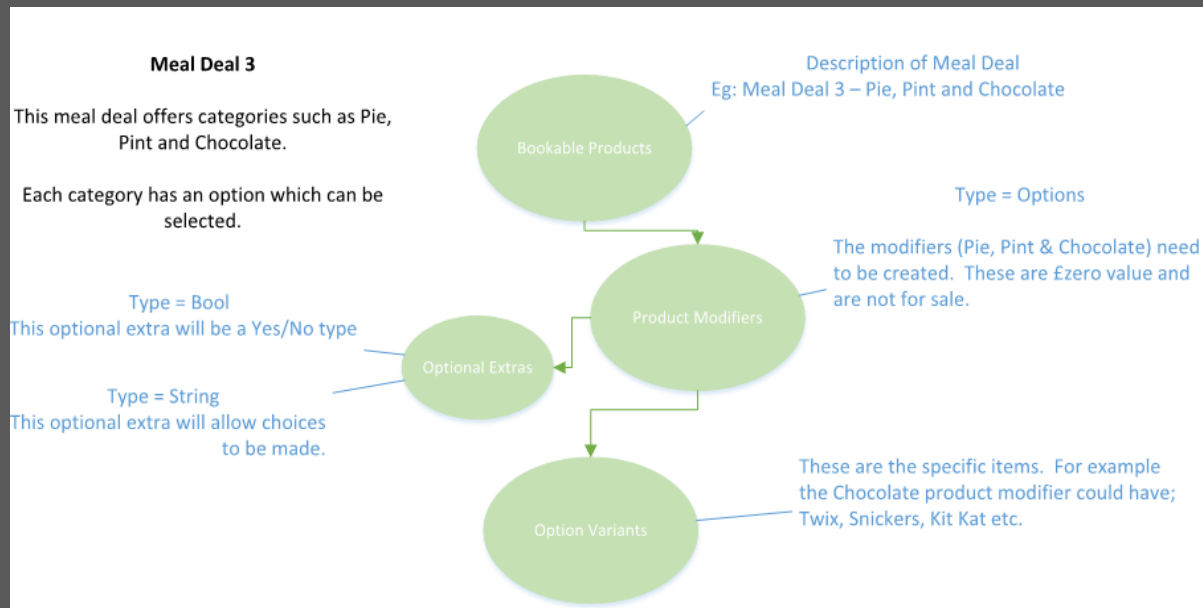 Meal Deal 3
This meal deal offers categories such as Pie,
Pint and Chocolate.
Each category has an option which can be
selected.
Description of Meal Deal
Eg: Meal Deal 3 – Pie, Pint and Chocolate
Bookable Products
Type = Options
The modifiers (Pie, Pint & Chocolate) need
to be created.  These are £zero value and
are not for sale.
Product Modifiers
Type = Bool
This optional extra will be a Yes/No type
Optional Extras
Type = String
This optional extra will allow choices
to be made.
These are the specific items.  For example
the Chocolate product modifier could have;
Twix, Snickers, Kit Kat etc.
Option Variants